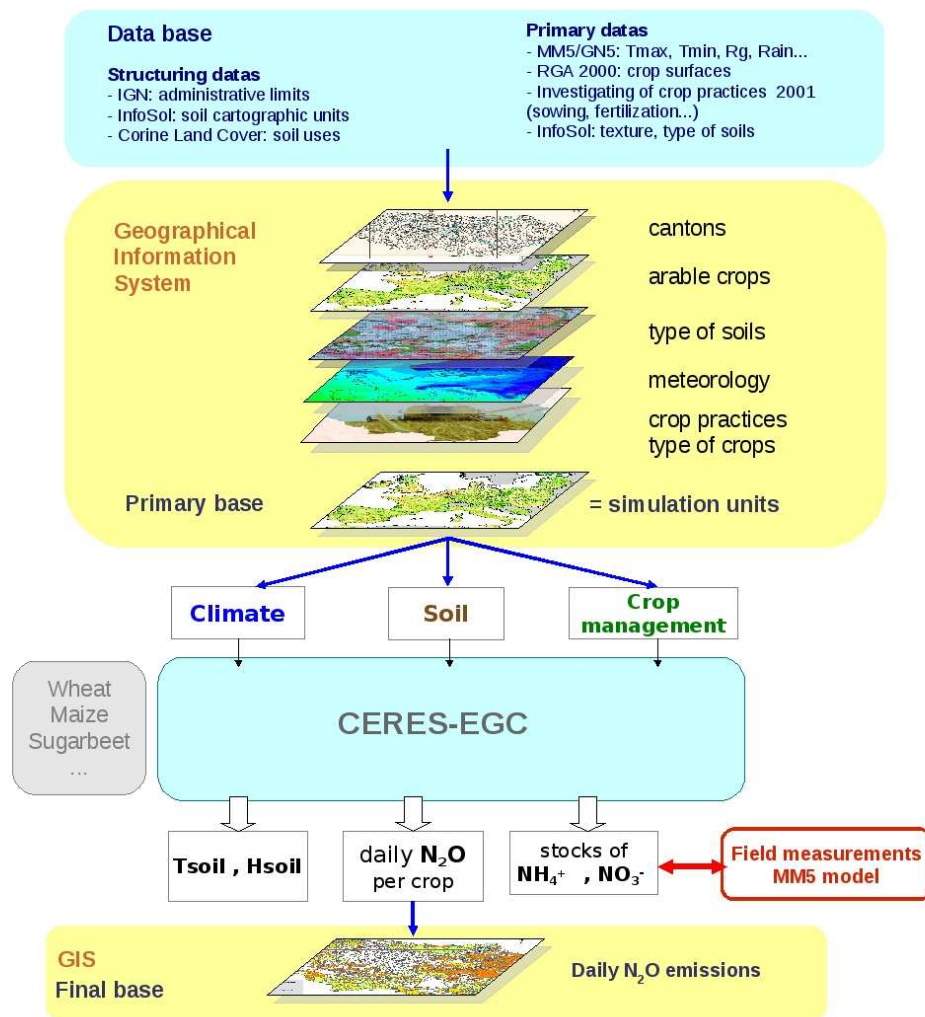 Data base
Structuring datas
- IGN: administrative limits
- InfoSol: soil cartographic units
- Corine Land Cover: soil uses
Primary datas
- MM5/GN5: Tmax, Tmin, Rg, Rain...
- RGA 2000: crop surfaces
- Investigating of crop practices 2001
(sowing, fertilization...)
- InfoSol: texture, type of soils
Geographical
Information
System
cantons
arable crops
type of soils
meteorology
crop practices
type of crops
Primary base
= simulation units
Climate
Soil
Crop
management
Wheat
Maize
Sugarbeet
...
CERES-EGC
Tsoil , Hsoil
daily N₂O
per crop
stocks of
NH₄⁺ , NO₃⁻
Field measurements
MM5 model
GIS
Final base
Daily N₂O emissions